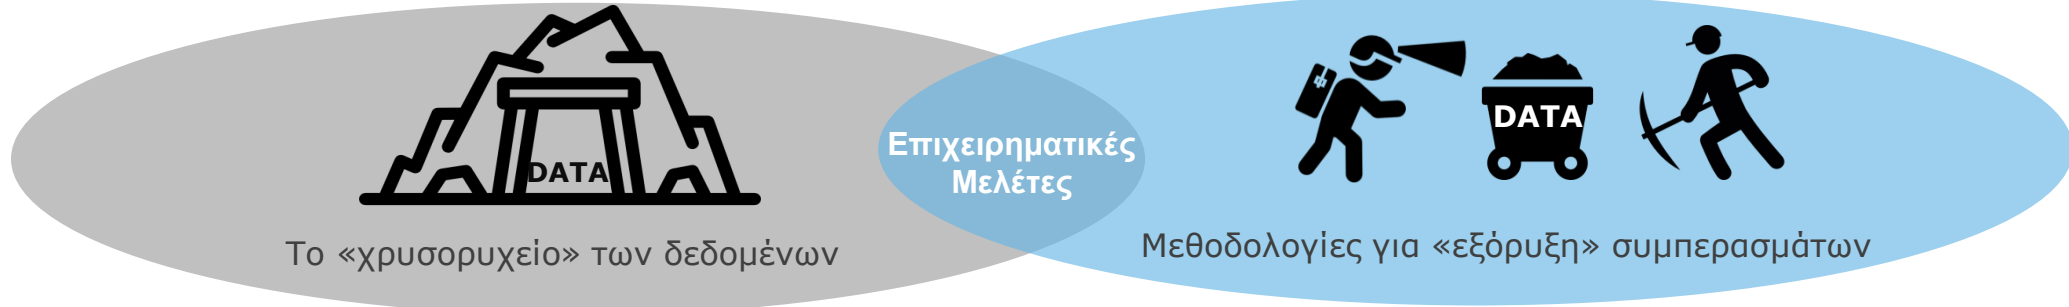 DATA
Το «χρυσορυχείο» των δεδομένων
Επιχειρηματικές
Μελέτες
DATA
Μεθοδολογίες για «εξόρυξη» συμπερασμάτων